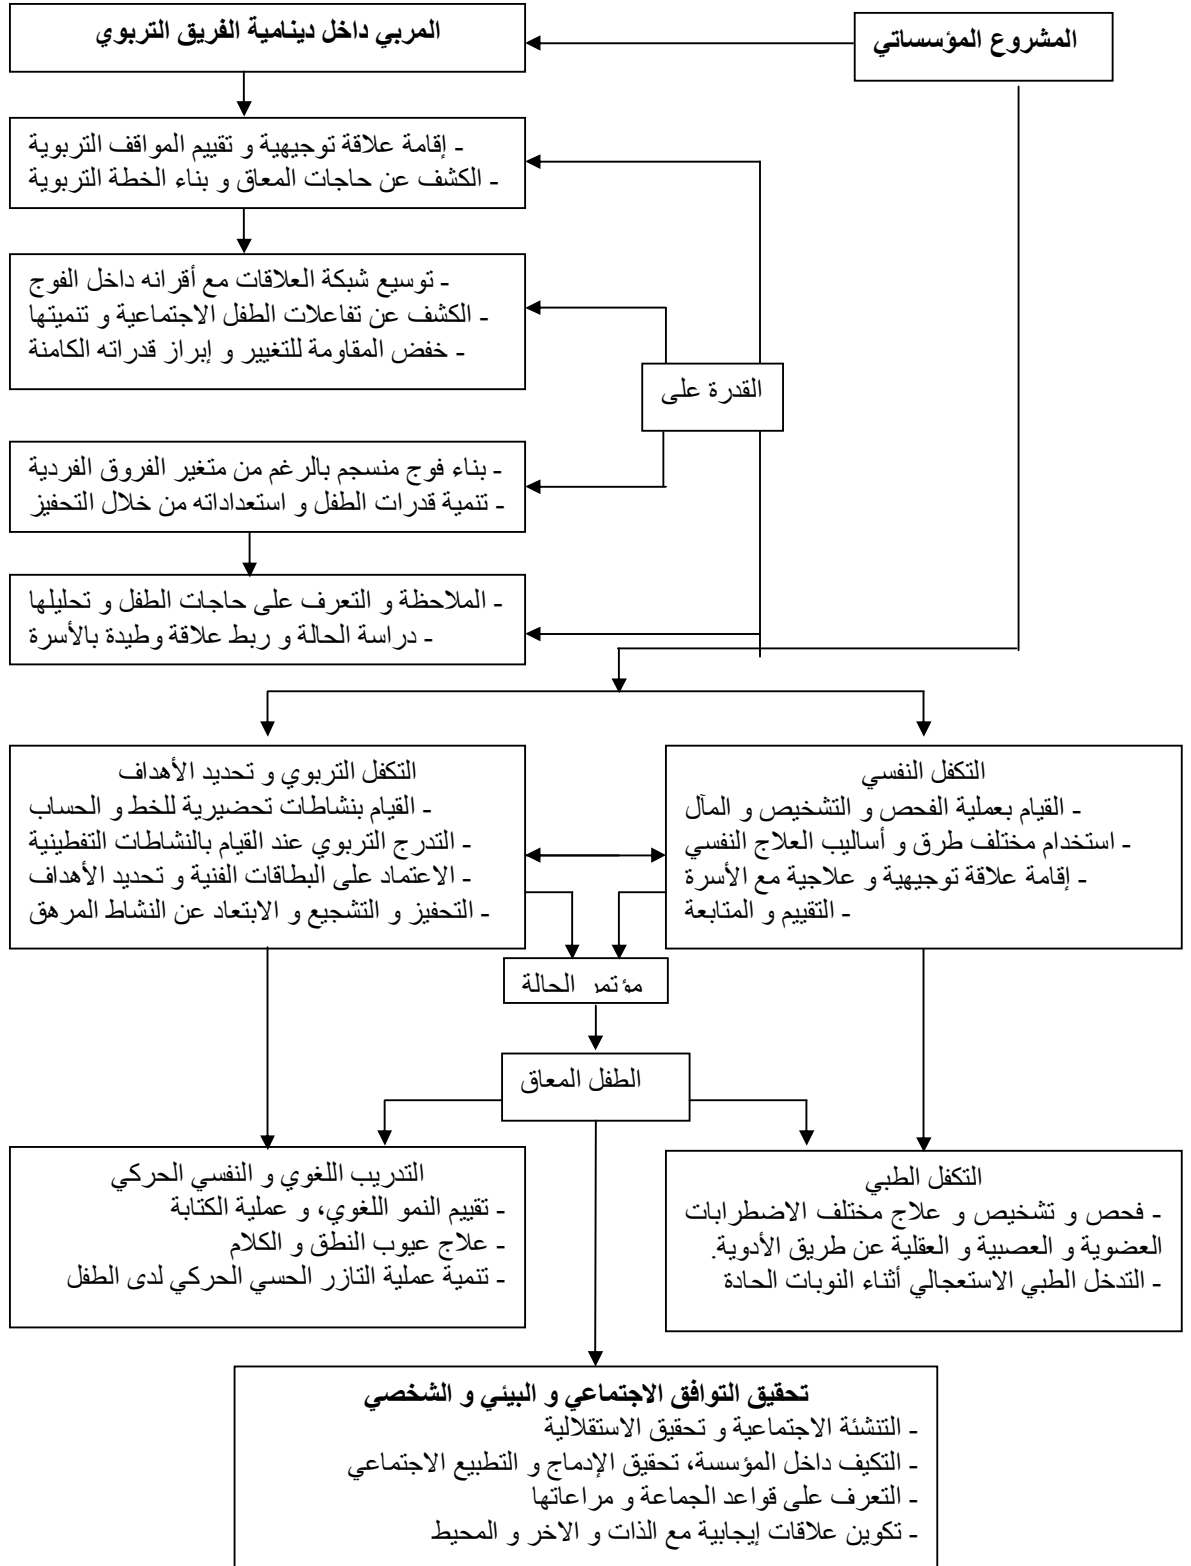 المشروع المؤسساتي
المربي داخل دينامية الفريق التربوي
- إقامة علاقة توجيهية و تقييم المواقف التربوية
- الكشف عن حاجات المعاق و بناء الخطة التربوية
- توسيع شبكة العلاقات مع أقرانه داخل الفوج
- الكشف عن تفاعلات الطفل الاجتماعية و تنميتها
- خفض المقاومة للتغيير و إبراز قدراته الكامنة
القدرة على
- بناء فوج منسجم بالرغم من متغير الفروق الفردية
- تنمية قدرات الطفل و استعداداته من خلال التحفيز
- الملاحظة و التعرف على حاجات الطفل و تحليلها
- دراسة الحالة و ربط علاقة وطيدة بالأسرة
التكفل النفسي
- القيام بعملية الفحص و التشخيص و المآل
- استخدام مختلف طرق و أساليب العلاج النفسي
- إقامة علاقة توجيهية و علاجية مع الأسرة
- التقييم و المتابعة
التكفل التربوي و تحديد الأهداف
- القيام بنشاطات تحضيرية للخط و الحساب
- التدرج التربوي عند القيام بالنشاطات التفطينية
- الاعتماد على البطاقات الفنية و تحديد الأهداف
- التحفيز و التشجيع و الابتعاد عن النشاط المرهق
مؤتمر الحالة
الطفل المعاق
التكفل الطبي
- فحص و تشخيص و علاج مختلف الاضطرابات
العضوية و العصبية و العقلية عن طريق الأدوية.
- التدخل الطبي الاستعجالي أثناء النوبات الحادة
التدريب اللغوي و النفسي الحركي
- تقييم النمو اللغوي، و عملية الكتابة
- علاج عيوب النطق و الكلام
- تنمية عملية التازر الحسي الحركي لدى الطفل
تحقيق التوافق الاجتماعي و البيئي و الشخصي
- التنشئة الاجتماعية و تحقيق الاستقلالية
- التكيف داخل المؤسسة، تحقيق الإدماج و التطبيع الاجتماعي
- التعرف على قواعد الجماعة و مراعاتها
- تكوين علاقات إيجابية مع الذات و الاخر و المحيط